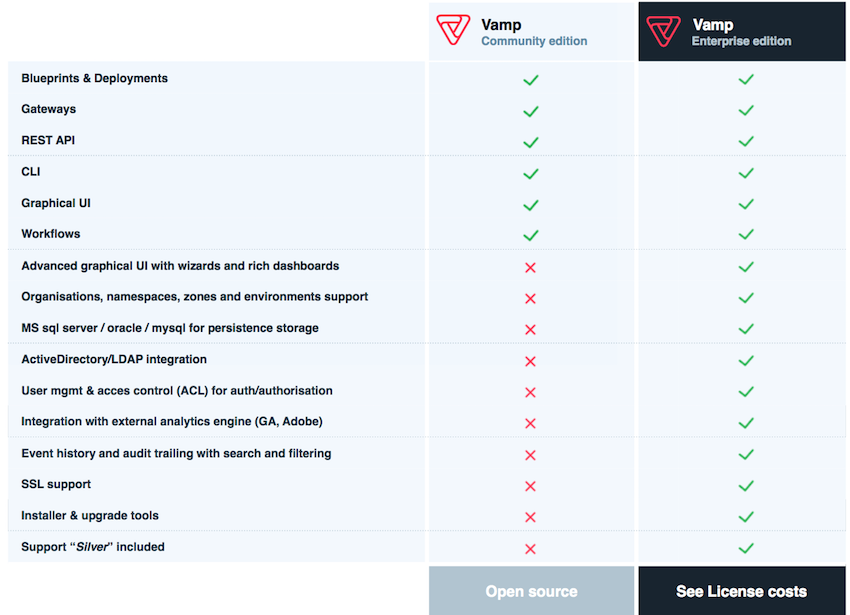 Vamp
Community edition
Vamp
Enterprise edition
Blueprints & Deployments
Gateways
REST API
CLI
Graphical UI
Workflows
Advanced graphical UI with wizards and rich dashboards
Organisations, namespaces, zones and environments support
MS sql server / oracle / mysql for persistence storage
ActiveDirectory/LDAP integration
User mgmt & acces control (ACL) for auth/authorisation
Integration with external analytics engine (GA, Adobe)
Event history and audit trailing with search and filtering
SSL support
Installer & upgrade tools
Support “Silver” included
Open source
See License costs